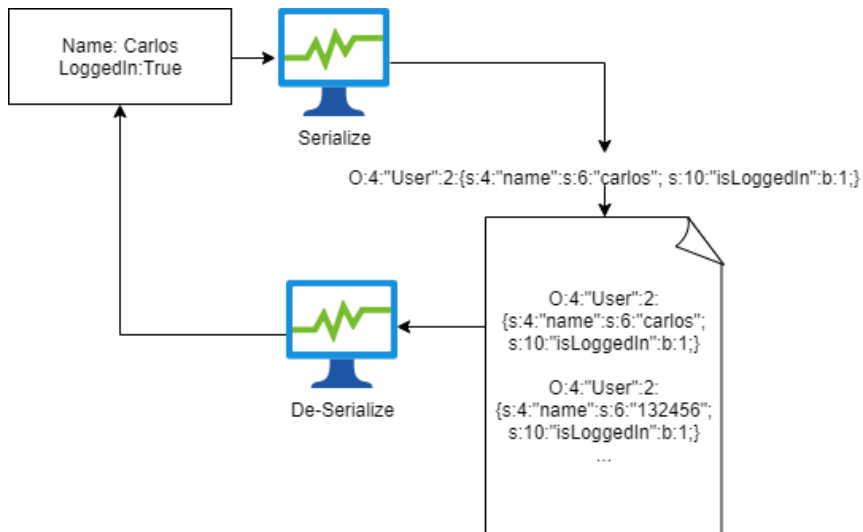 Name: Carlos
LoggedIn:True
Serialize
O:4:"User":2:{s:4:"name":s:6:"carlos"; s:10:"isLoggedIn":b:1;}
De-Serialize
O:4:"User":2:
{s:4:"name":s:6:"carlos";
s:10:"isLoggedIn":b:1;}
O:4:"User":2:
{s:4:"name":s:6:"132456";
s:10:"isLoggedIn":b:1;}
...